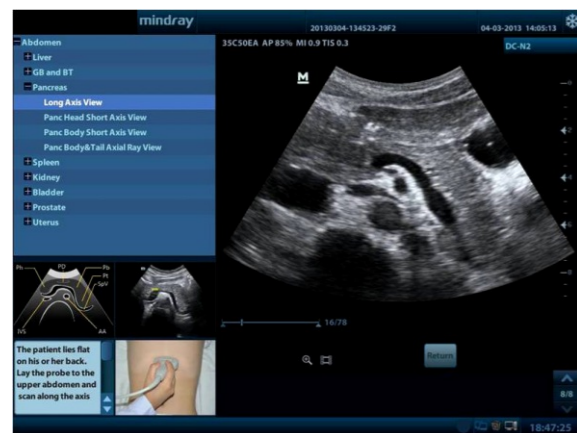 mindray
20130304-134523-29F2
04-03-2013 14:05:13
35C50EA AP 85% MI 0.9 TIS 0.3
DC-N2
Abdomen
Liver
GB and BT
Pancreas
Long Axis View
Panc Head Short Axis View
Panc Body Short Axis View
Panc Body&Tail Axial Ray View
Spleen
Kidney
Bladder
Prostate
Uterus
M
4
6
8
16/78
Return
Ph
PD
Pb
Pt
SpV
IVS
AA
M
The patient lies flat
on his or her back.
Lay the probe to the
upper abdomen and
scan along the axis
8/8
18:47:25